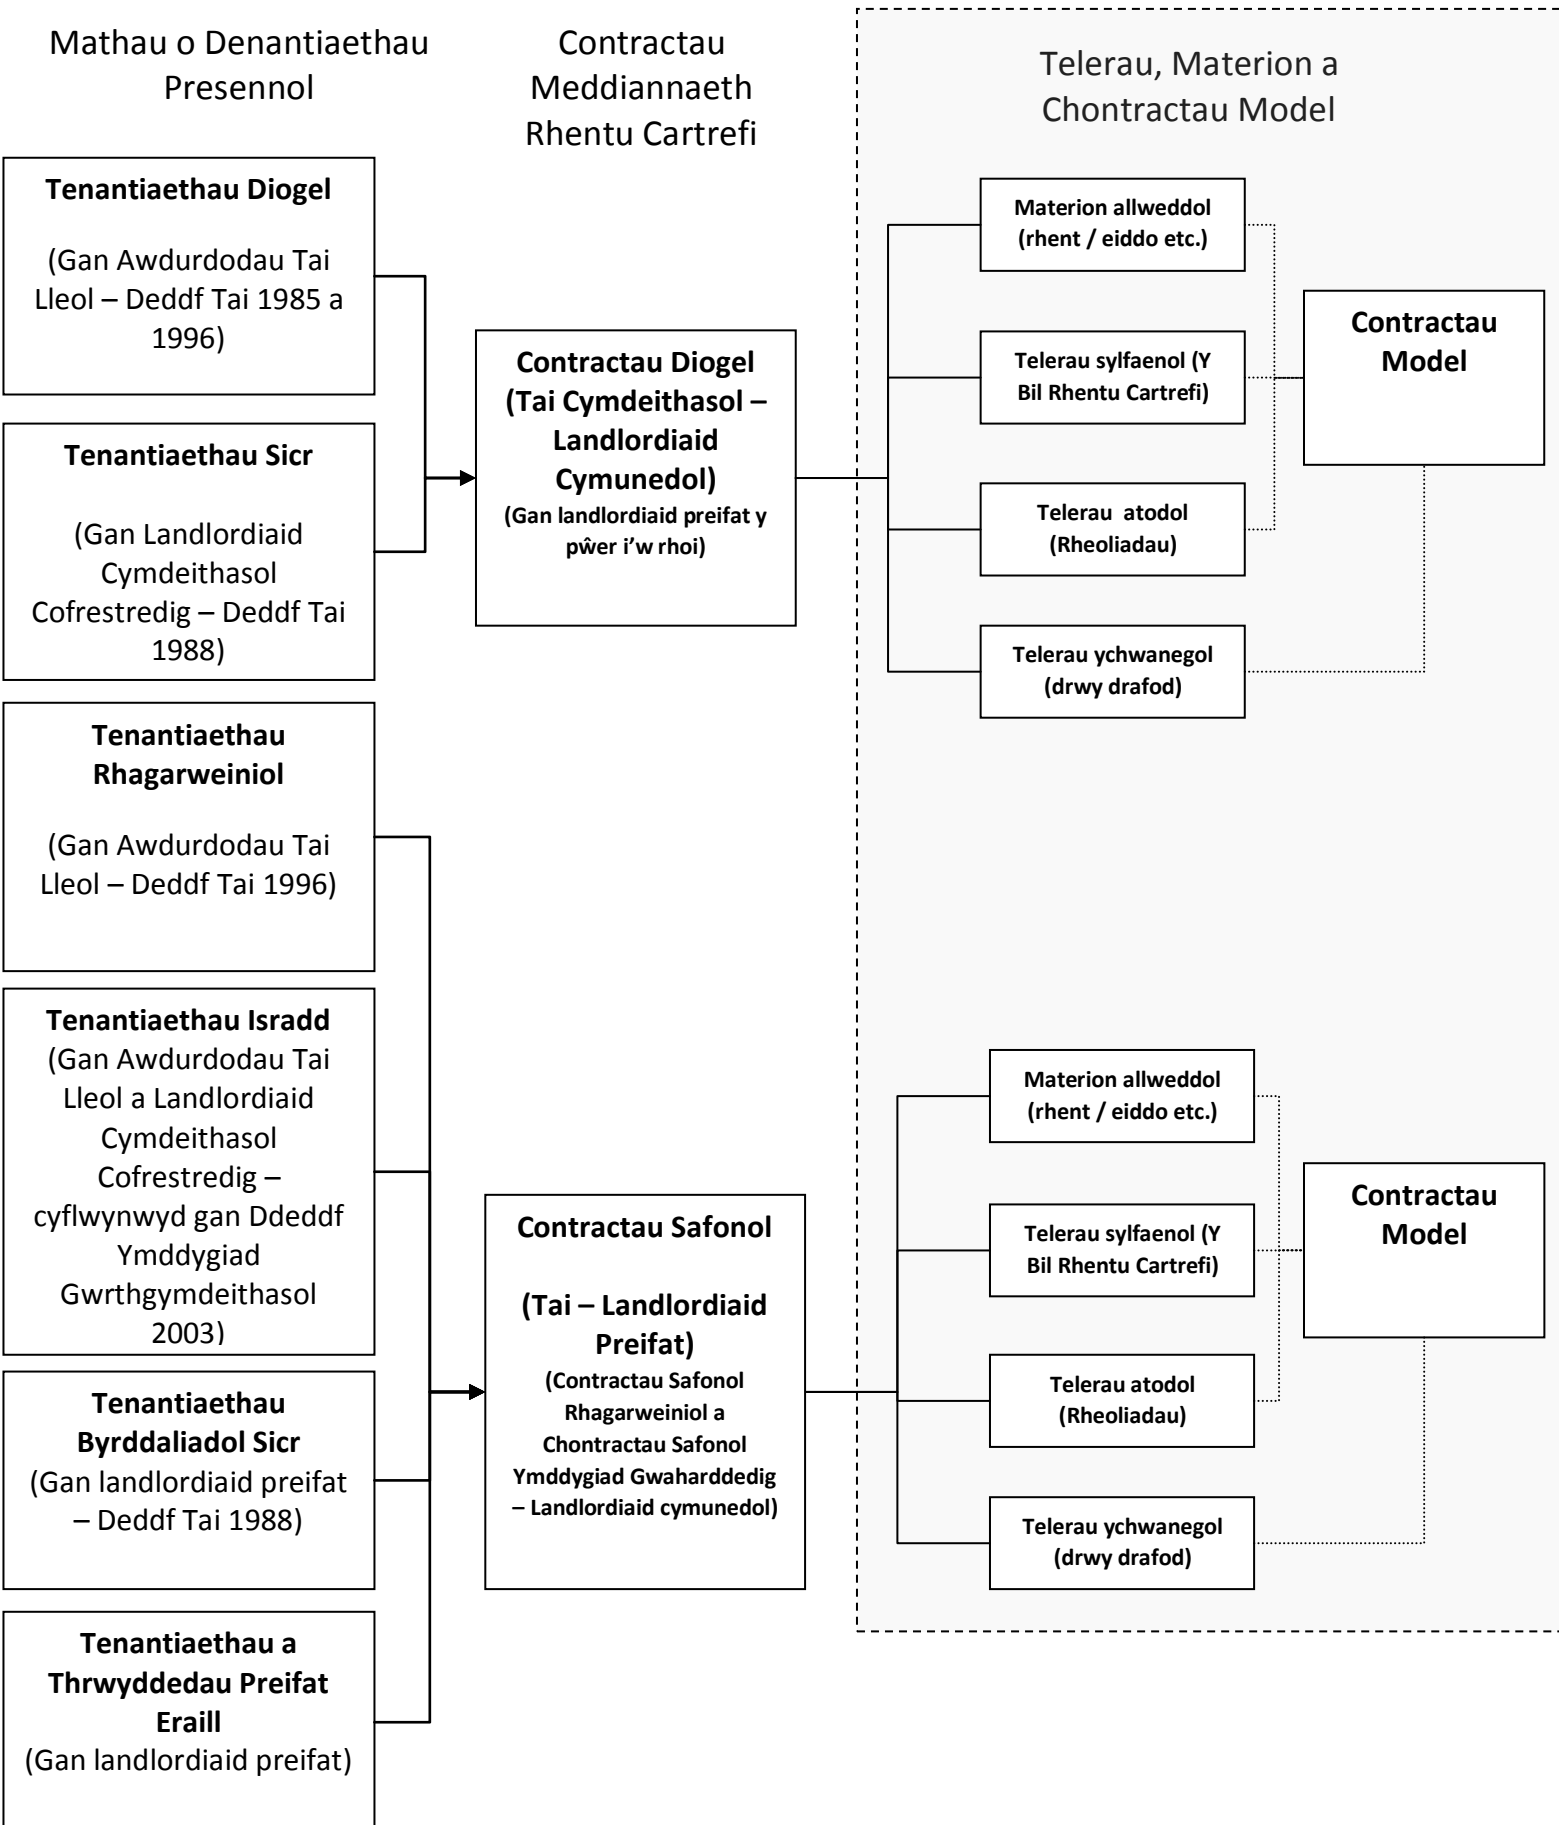 Mathau o Denantiaethau
Presennol
Contractau
Meddiannaeth
Rhentu Cartrefi
Telerau, Materion a
Chontractau Model
Tenantiaethau Diogel
(Gan Awdurdodau Tai
Lleol – Deddf Tai 1985 a
1996)
Tenantiaethau Sicr
(Gan Landlordiaid
Cymdeithasol
Cofrestredig – Deddf Tai
1988)
Tenantiaethau
Rhagarweiniol
(Gan Awdurdodau Tai
Lleol – Deddf Tai 1996)
Tenantiaethau Isradd
(Gan Awdurdodau Tai
Lleol a Landlordiaid
Cymdeithasol
Cofrestredig –
cyflwynwyd gan Ddeddf
Ymddygiad
Gwrthgymdeithasol
2003)
Tenantiaethau
Byrddaliadol Sicr
(Gan landlordiaid preifat
– Deddf Tai 1988)
Tenantiaethau a
Thrwyddedau Preifat
Eraill
(Gan landlordiaid preifat)
Contractau Diogel
(Tai Cymdeithasol –
Landlordiaid
Cymunedol)
(Gan landlordiaid preifat y
pŵer i’w rhoi)
Contractau Safonol
(Tai – Landlordiaid
Preifat)
(Contractau Safonol
Rhagarweiniol a
Chontractau Safonol
Ymddygiad Gwaharddedig
– Landlordiaid cymunedol)
Materion allweddol
(rhent / eiddo etc.)
Telerau sylfaenol (Y
Bil Rhentu Cartrefi)
Telerau atodol
(Rheoliadau)
Telerau ychwanegol
(drwy drafod)
Contractau
Model
Materion allweddol
(rhent / eiddo etc.)
Telerau sylfaenol (Y
Bil Rhentu Cartrefi)
Telerau atodol
(Rheoliadau)
Telerau ychwanegol
(drwy drafod)
Contractau
Model